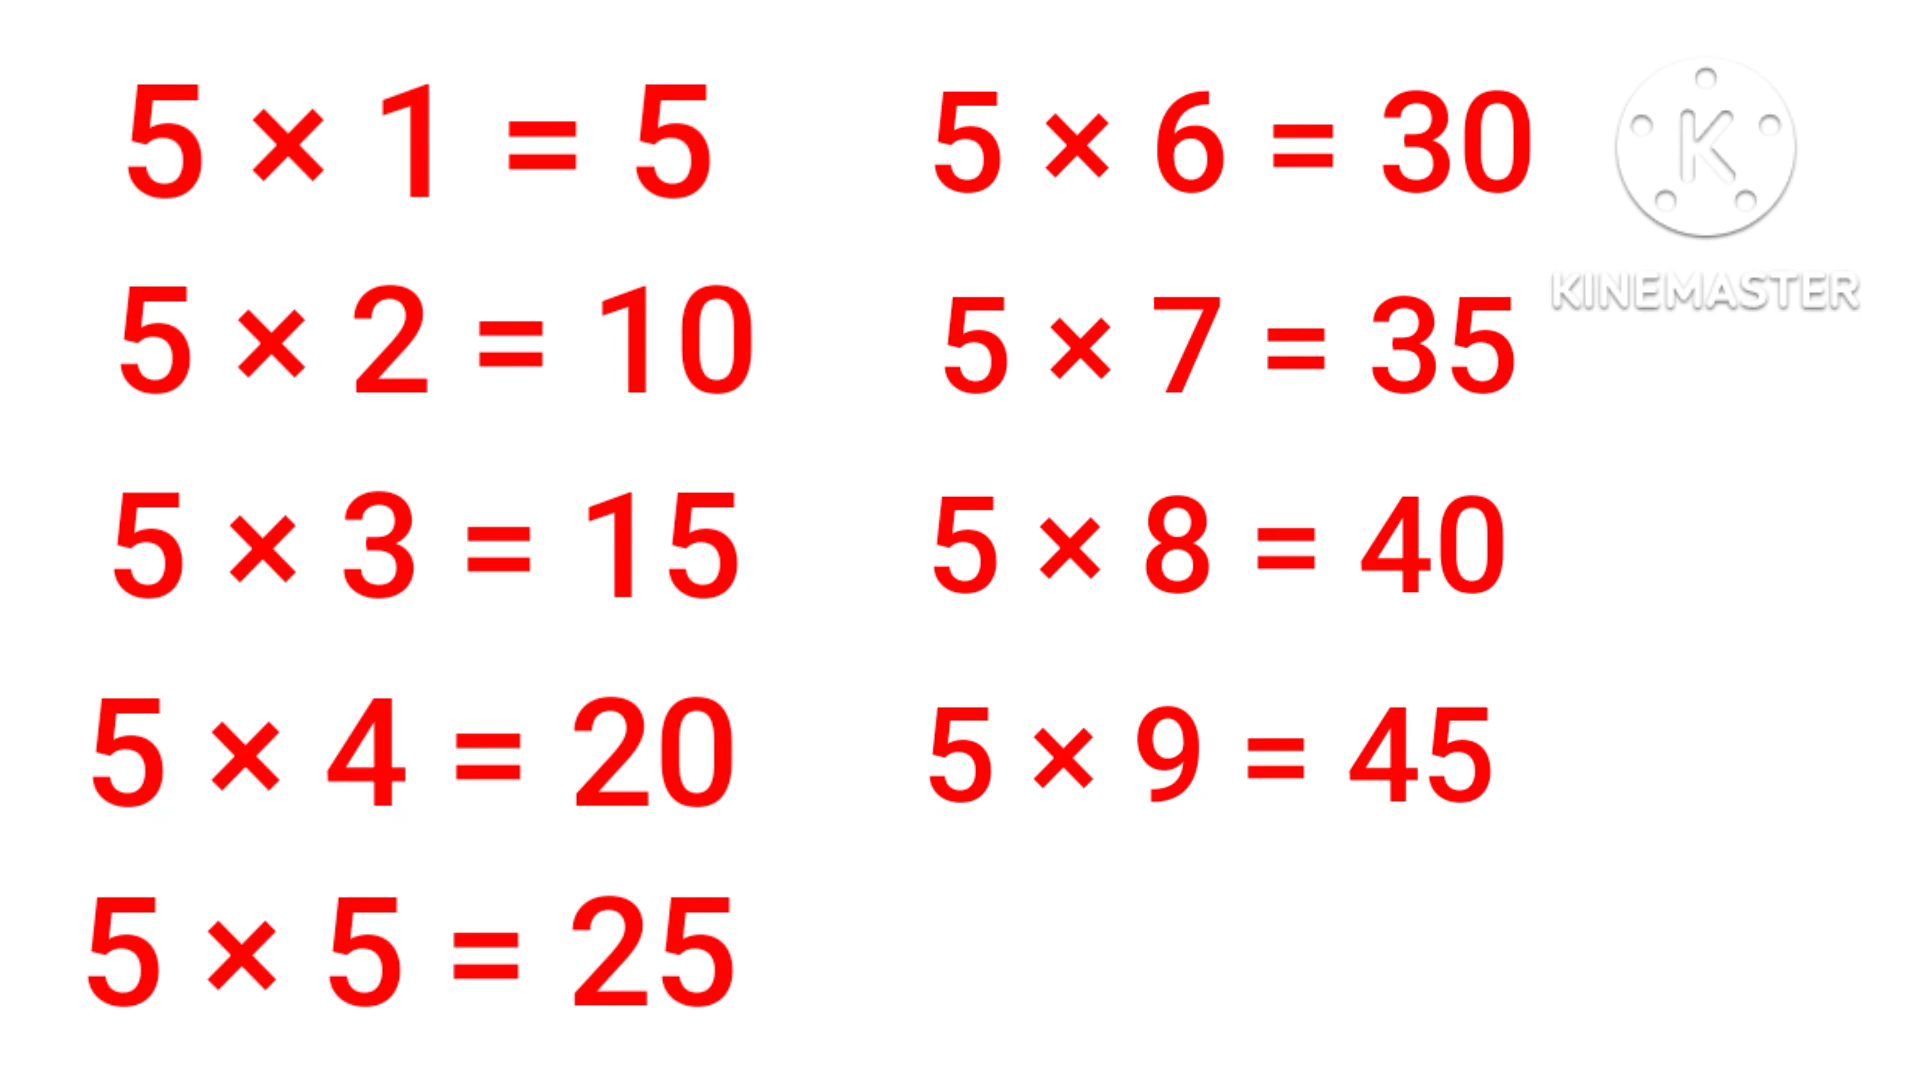 5 × 1 = 5
5 × 2 = 10
5 × 3 = 15
5 × 4 = 20
5 × 5 = 25
5 × 6 = 30
5 × 7 = 35
5 × 8 = 40
5 × 9 = 45
K
KINEMASTER